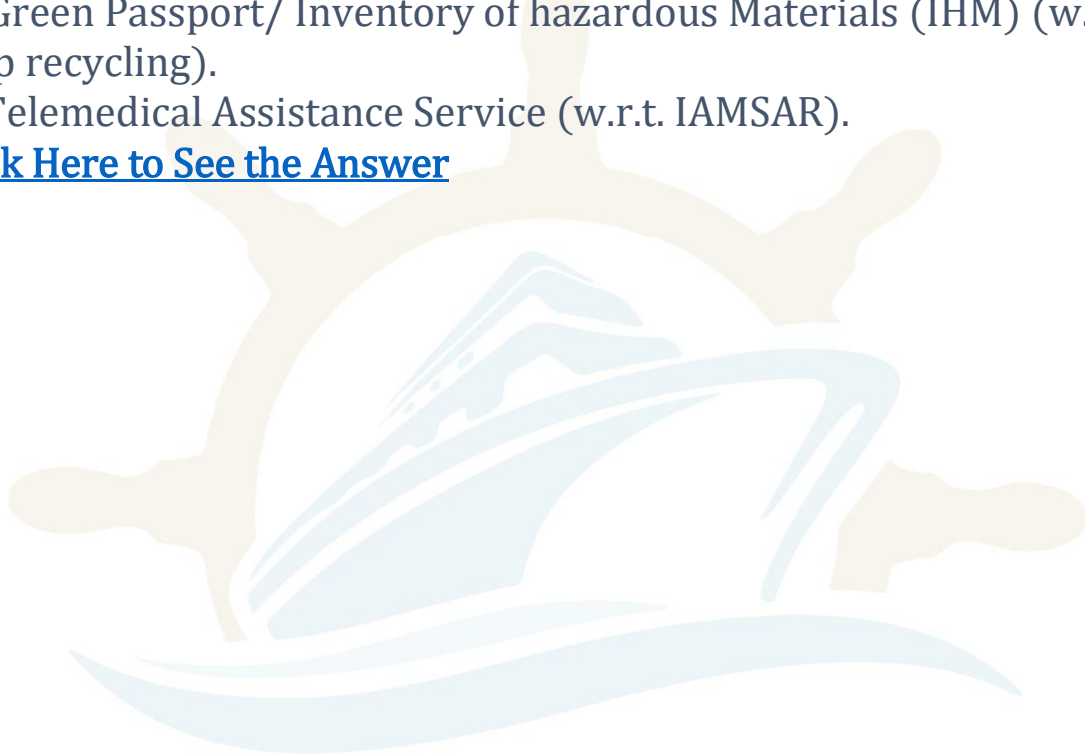 Green Passport/ Inventory of hazardous Materials (IHM) (w.
p recycling).
Telemedical Assistance Service (w.r.t. IAMSAR).
k Here to See the Answer